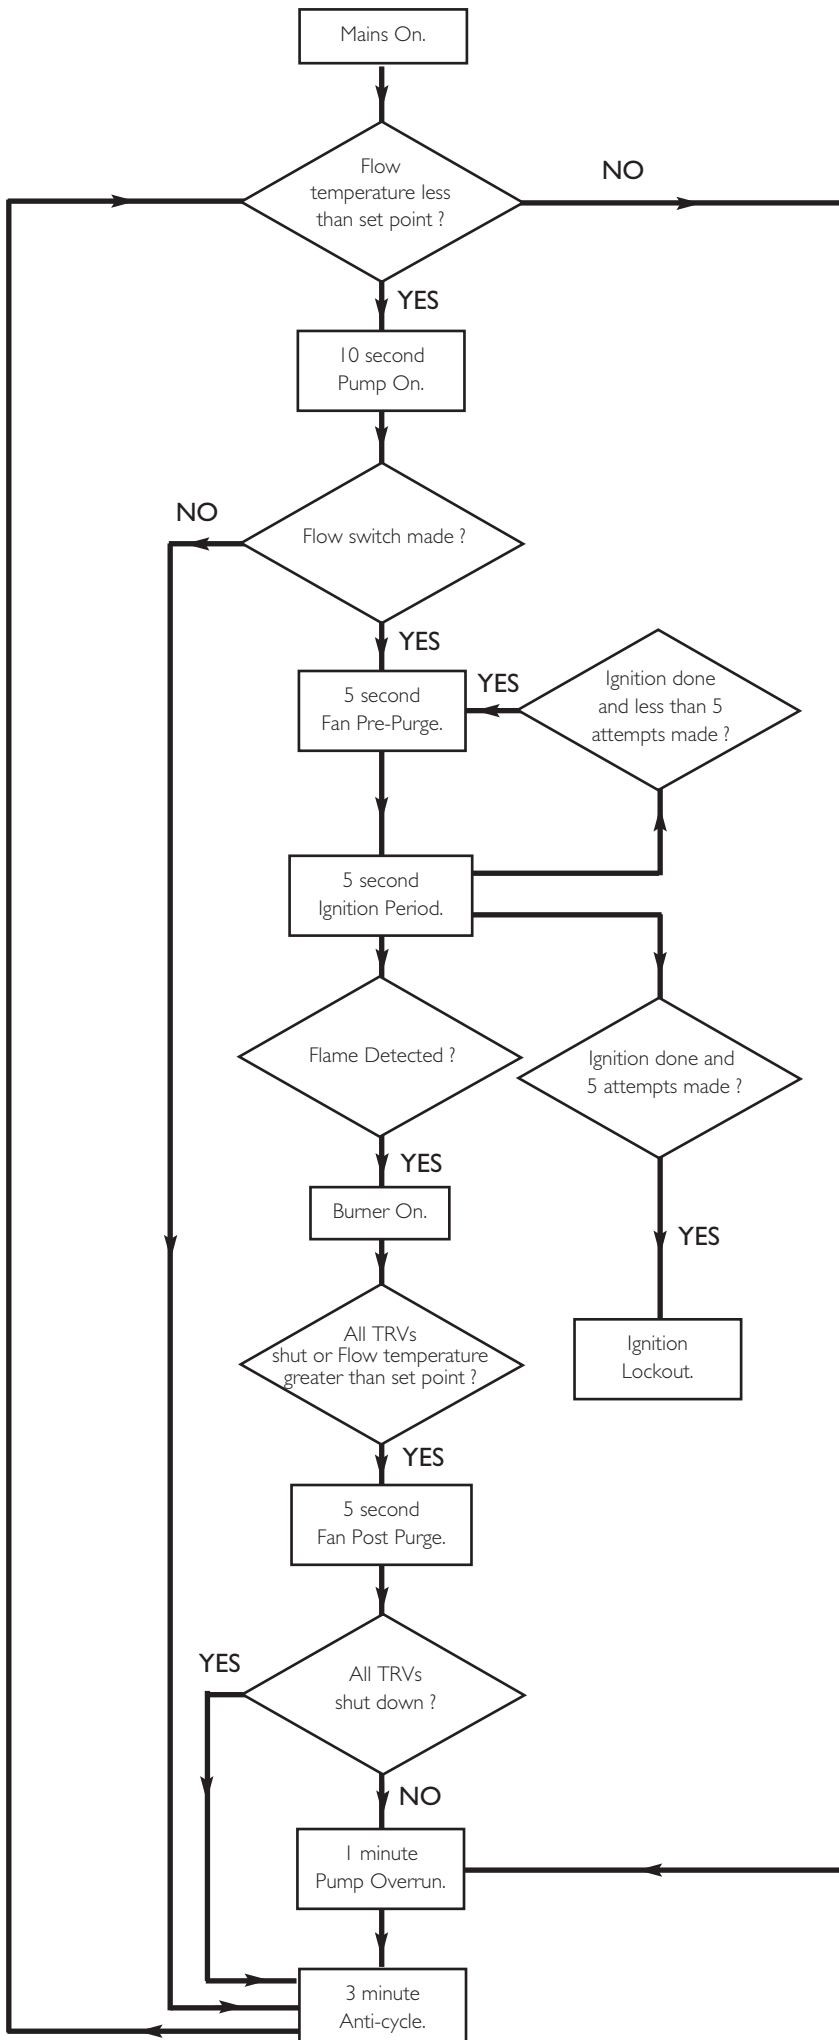 Mains On.
Flow
temperature less
than set point ?
NO
YES
10 second
Pump On.
NO
Flow switch made ?
YES
5 second
Fan Pre-Purge.
YES
Ignition done
and less than 5
attempts made ?
5 second
Ignition Period.
Flame Detected ?
Ignition done and
5 attempts made ?
YES
Burner On.
YES
All TRVs
shut or Flow temperature
greater than set point ?
Ignition
Lockout.
YES
5 second
Fan Post Purge.
YES
All TRVs
shut down ?
NO
1 minute
Pump Overrun.
3 minute
Anti-cycle.